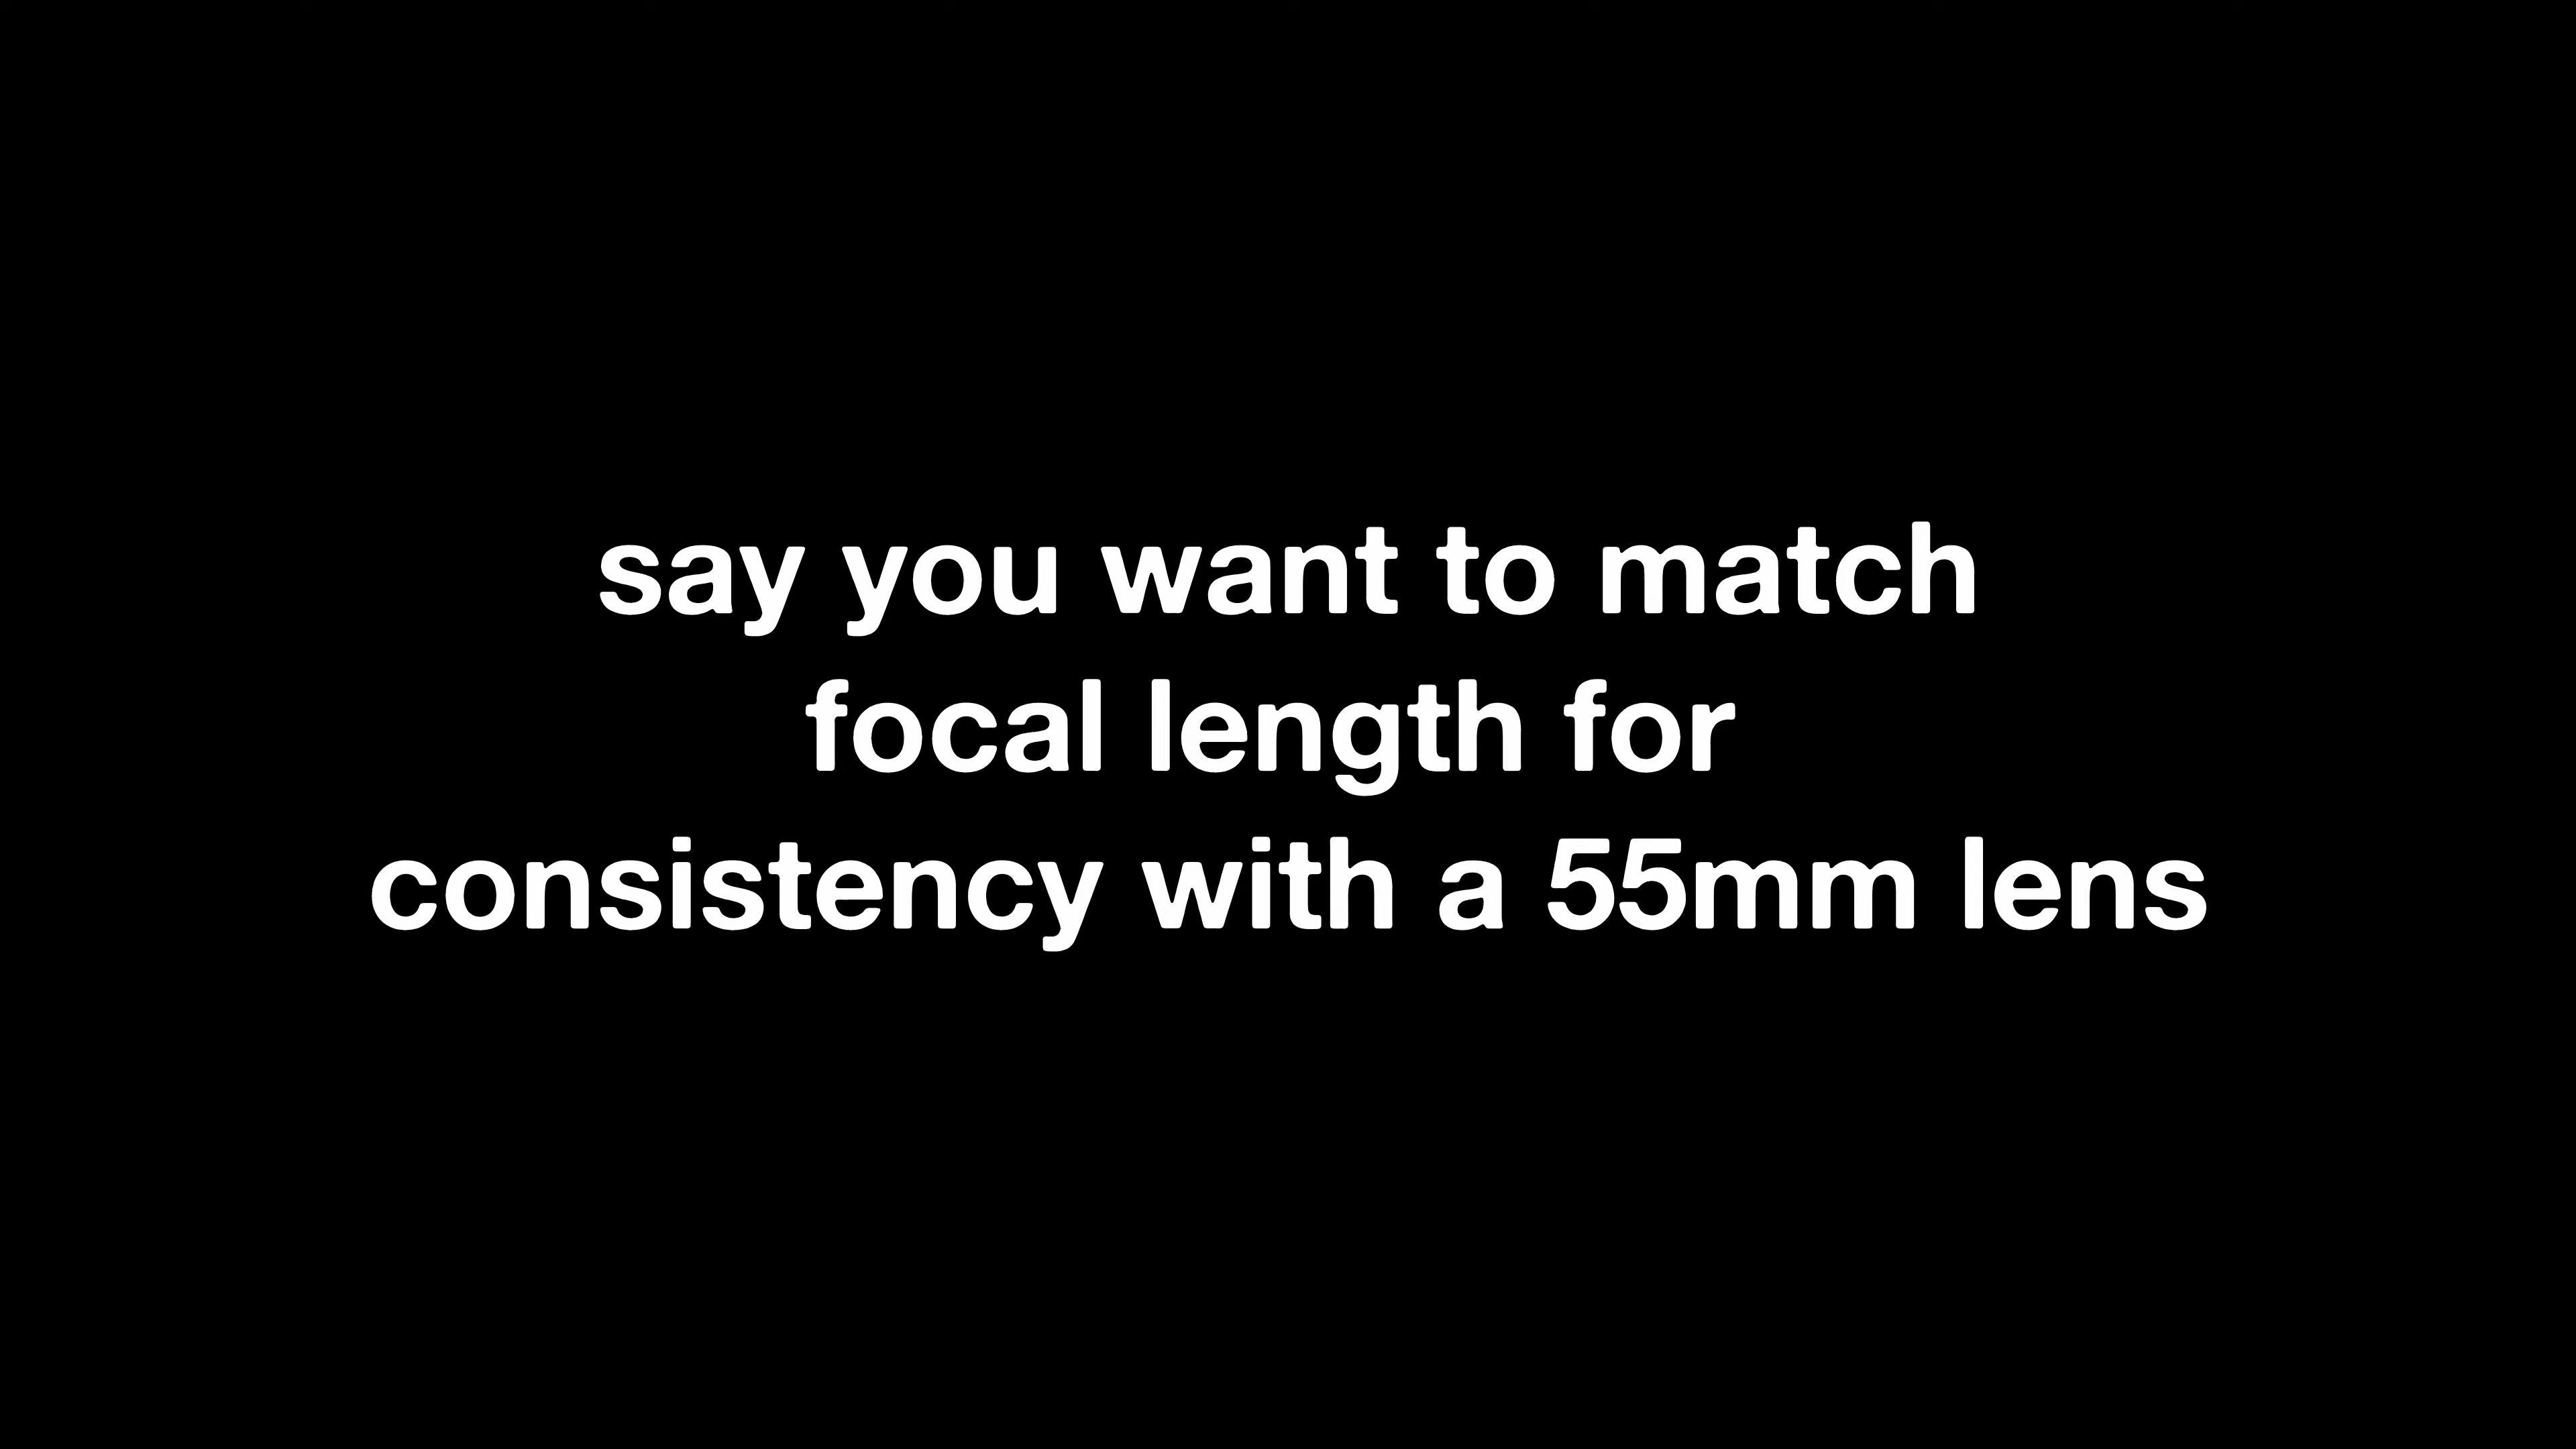 say you want to match
focal length for
consistency with a 55mm lens